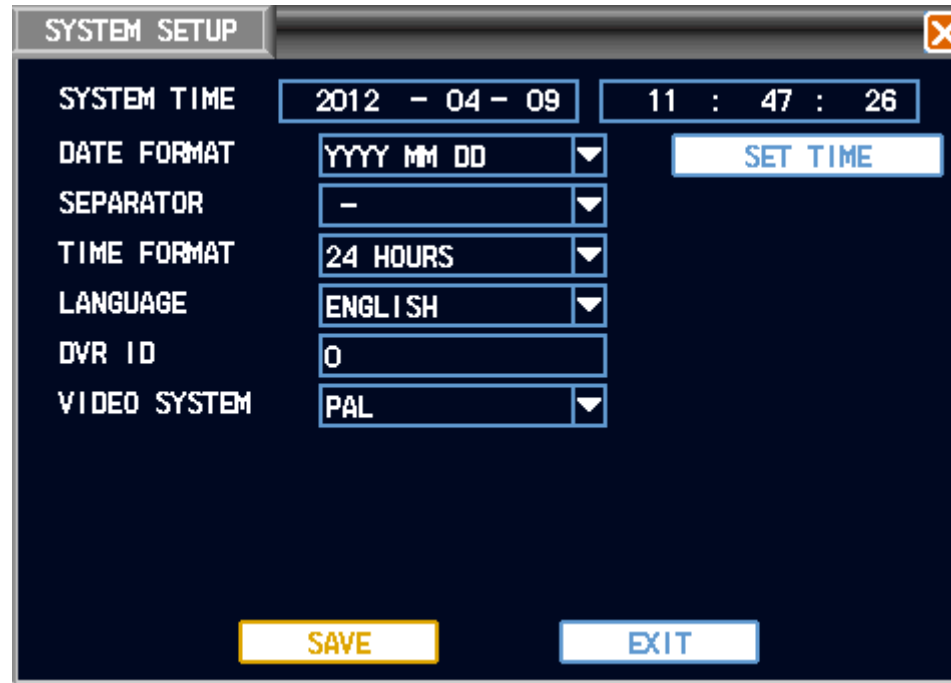 SYSTEM SETUP
SYSTEM TIME 2012 - 04 - 09 11 : 47 : 26
DATE FORMAT YYYY MM DD SET TIME
SEPARATOR -
TIME FORMAT 24 HOURS
LANGUAGE ENGLISH
DVR ID 0
VIDEO SYSTEM PAL
SAVE EXIT